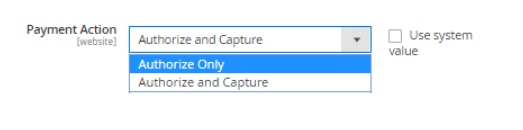 Payment Action
[website]
Authorize and Capture
Use system
value
Authorize Only
Authorize and Capture